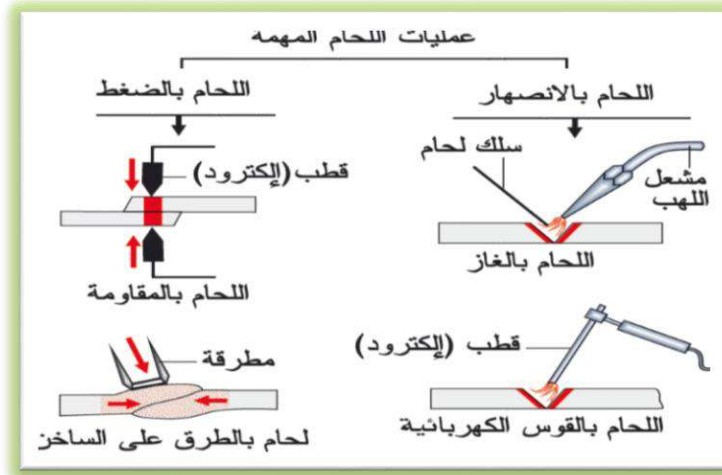 عمليات اللحام المهمه
اللحام بالانصهار
سلك لحام
مشعل
اللهب
اللحام بالغاز
قطب (إلكترود)
اللحام بالقوس الكهربائية
اللحام بالضغط
قطب (إلكترود)
اللحام بالمقاومة
مطرقة
لحام بالطرق على الساخن